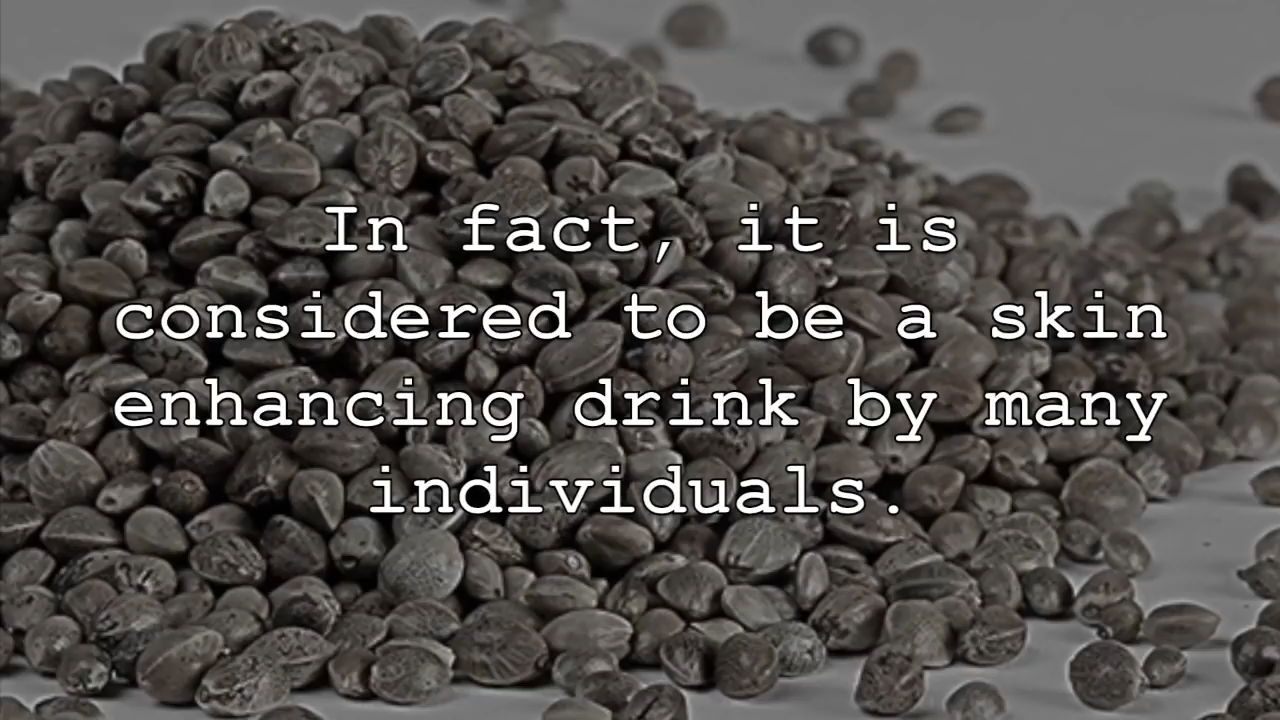 In fact, it is
considered to be a skin
enhancing drink by many
individuals.